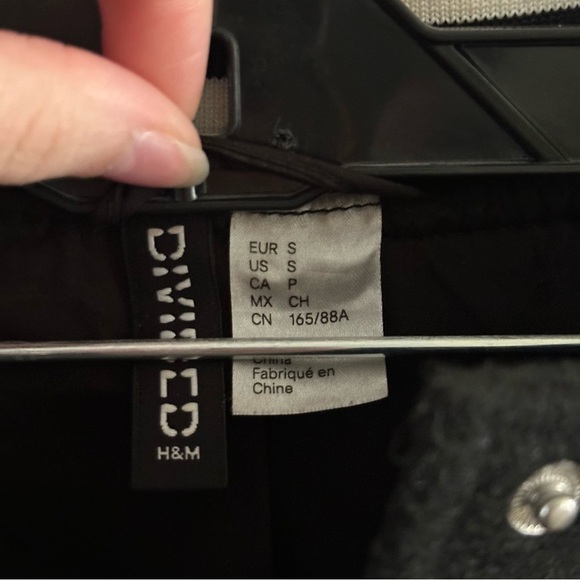 DIVIDED
H&M
EUR S
US S
CA P
MX CH
CN 165/88A
China
Fabriqué en
Chine